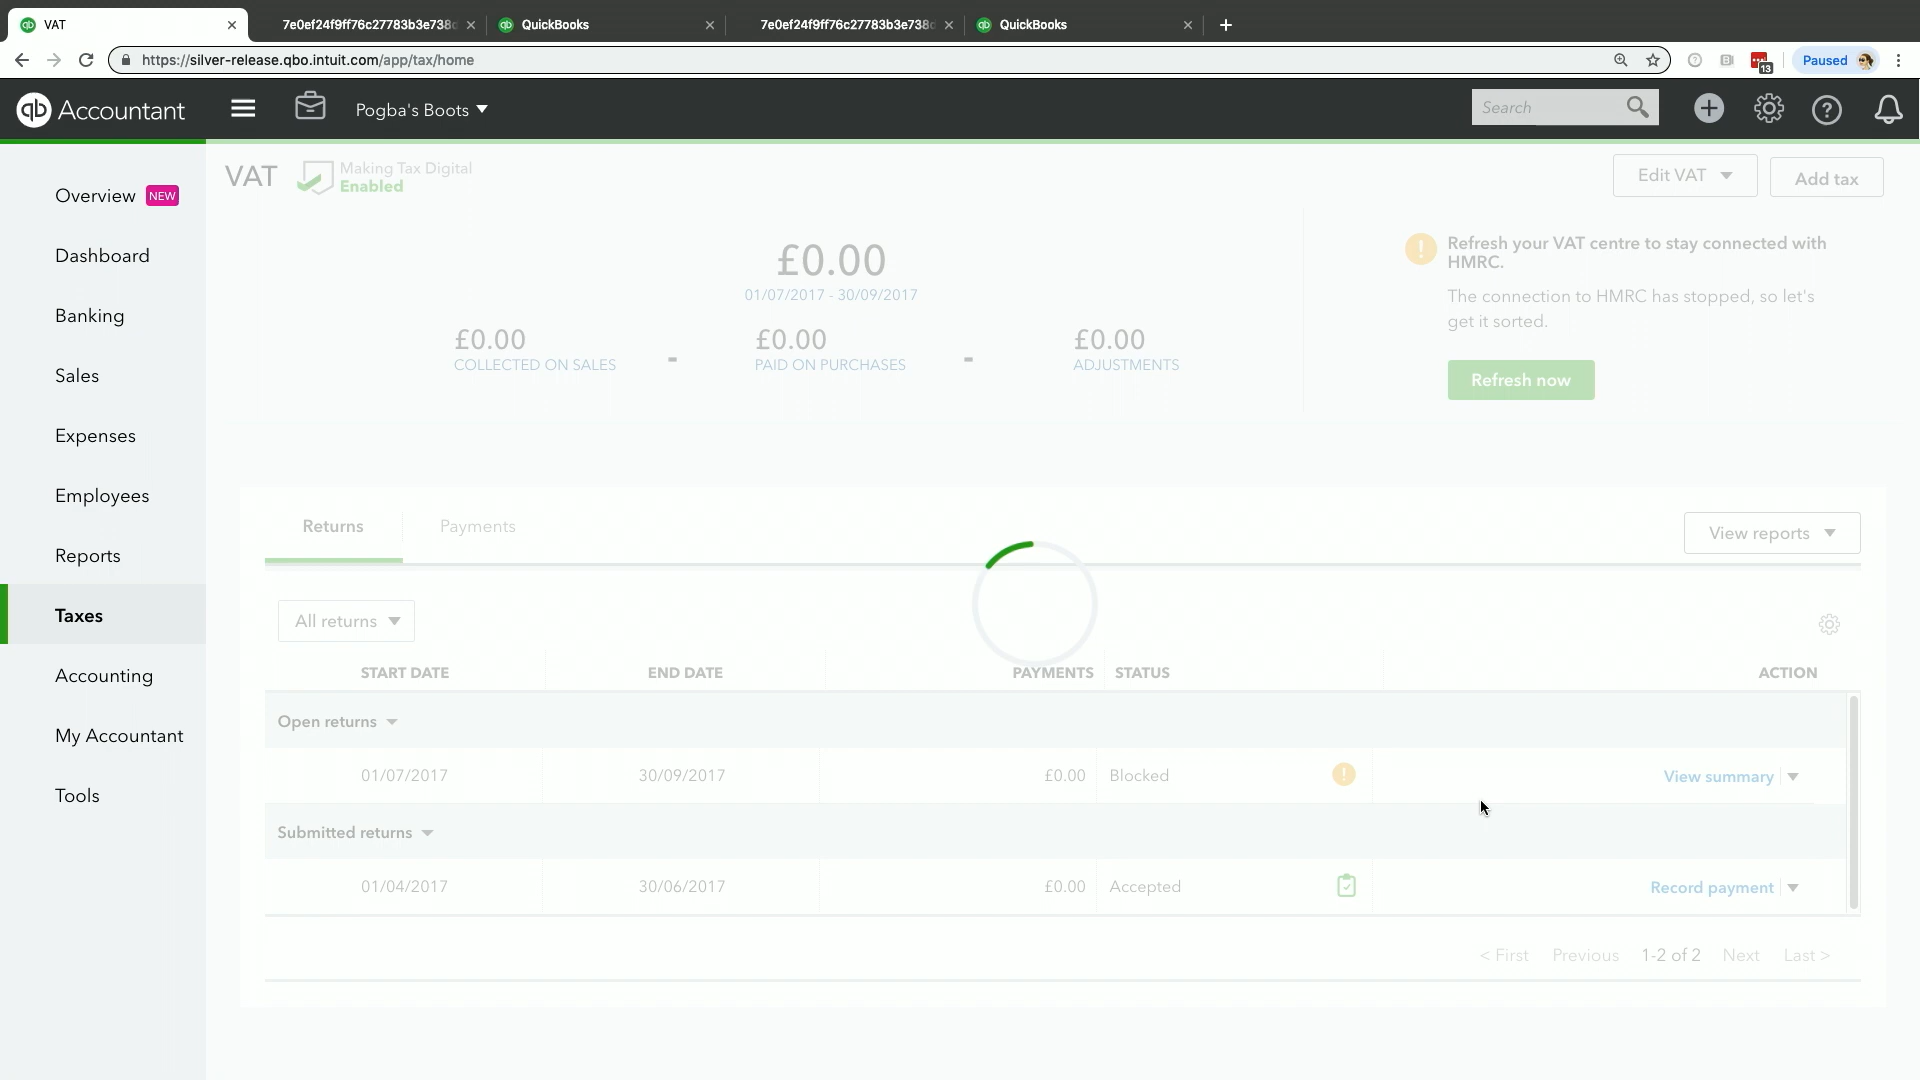 VAT
7e0ef24f9ff76c27783b3e738
QuickBooks
7e0ef24f9ff76c27783b3e738
QuickBooks
https://silver-release.qbo.intuit.com/app/tax/home
13
Paused
qb Accountant
Pogba's Boots
Search
Overview NEW
Dashboard
Banking
Sales
Expenses
Employees
Reports
Taxes
Accounting
My Accountant
Tools
VAT
Making Tax Digital
Enabled
Edit VAT
Add tax
£0.00
01/07/2017 - 30/09/2017
£0.00 - £0.00 - £0.00
COLLECTED ON SALES PAID ON PURCHASES ADJUSTMENTS
Refresh your VAT centre to stay connected with
HMRC.
The connection to HMRC has stopped, so let's
get it sorted.
Refresh now
Returns Payments
View reports
All returns
START DATE END DATE PAYMENTS STATUS ACTION
Open returns
01/07/2017 30/09/2017 £0.00 Blocked View summary
Submitted returns
01/04/2017 30/06/2017 £0.00 Accepted Record payment
< First Previous 1-2 of 2 Next Last >